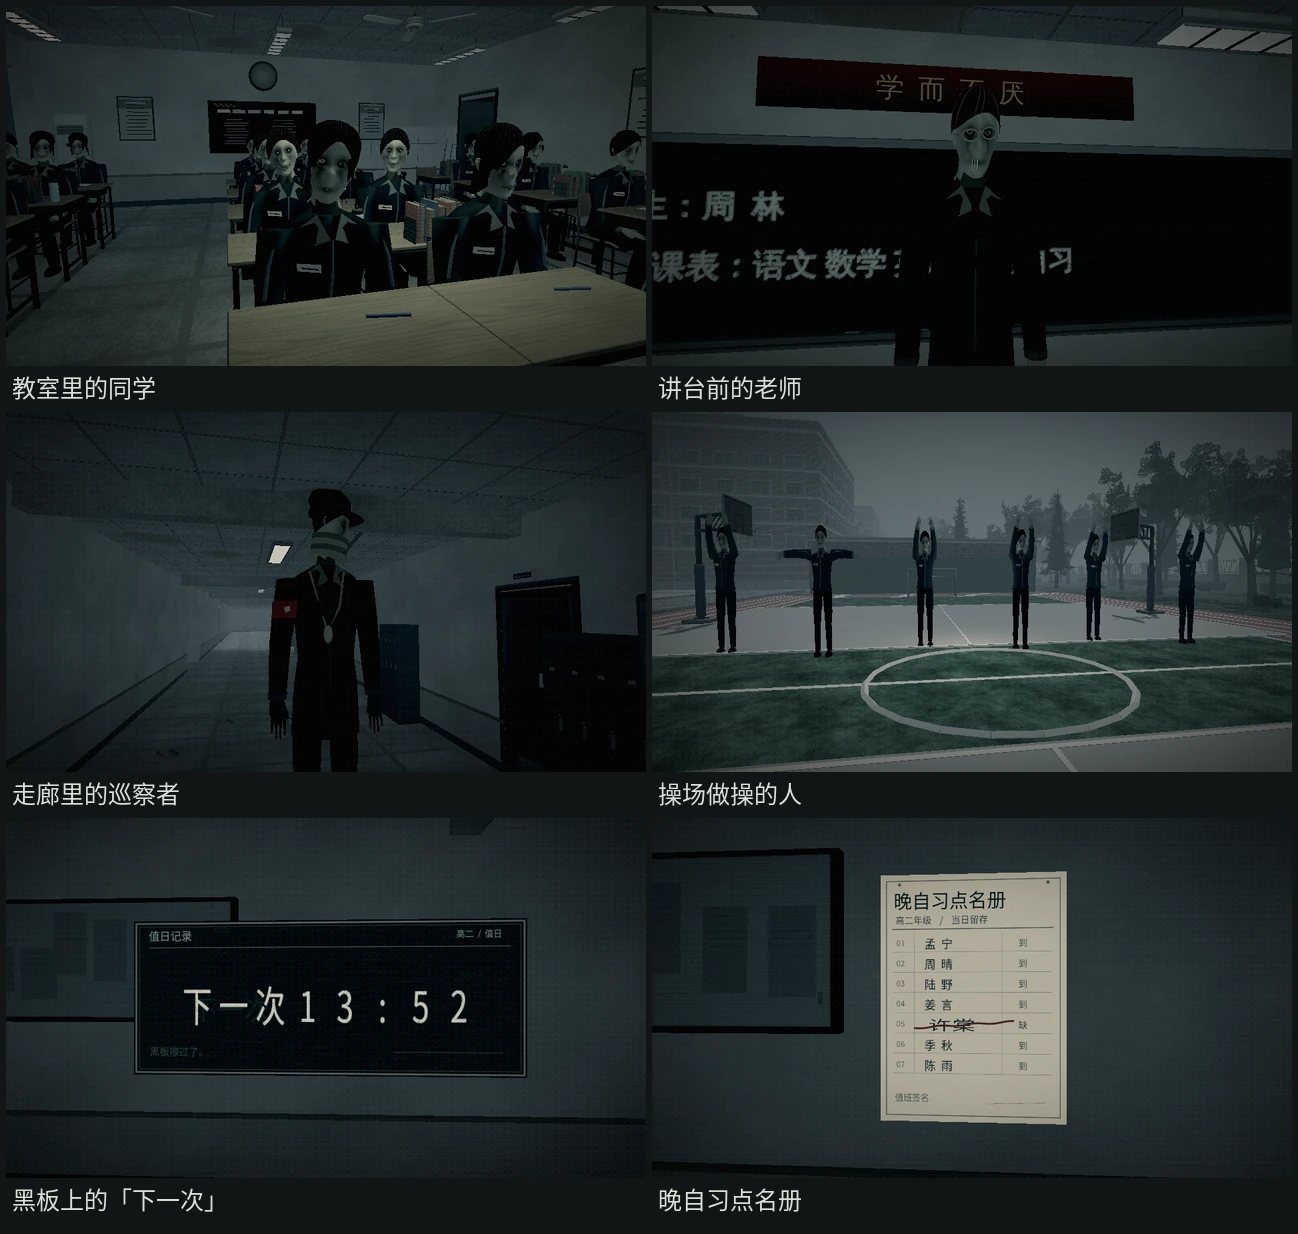 学而不厌
：周 林
课表：语文 数学
习
教室里的同学
讲台前的老师
走廊里的巡察者
操场做操的人
值日记录
高二 / 值日
下一次13:52
黑板擦过了。
晚自习点名册
高二年级 / 当日留存
01 孟宁 到
02 周晴 到
03 陆野 到
04 姜言 到
05 许棠 缺
06 季秋 到
07 陈雨 到
值班签名
黑板上的「下一次」
晚自习点名册